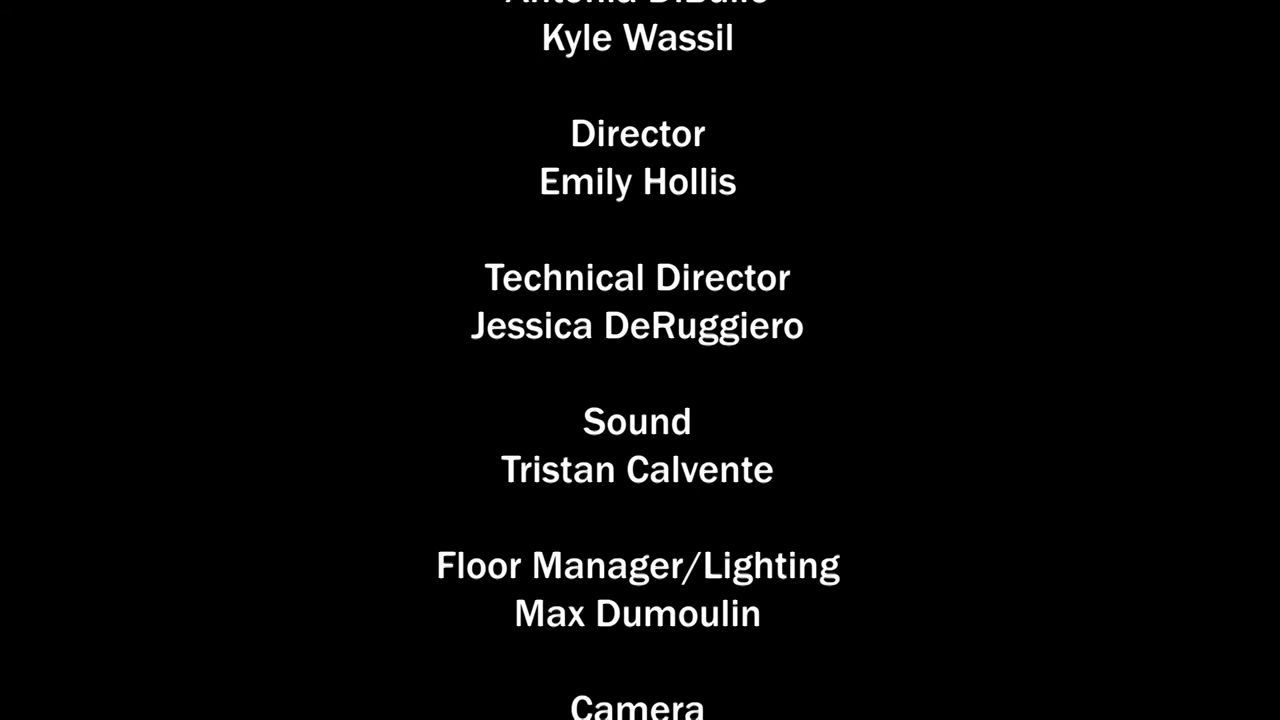 Kyle Wassil
Director
Emily Hollis
Technical Director
Jessica DeRuggiero
Sound
Tristan Calvente
Floor Manager/Lighting
Max Dumoulin
Camera